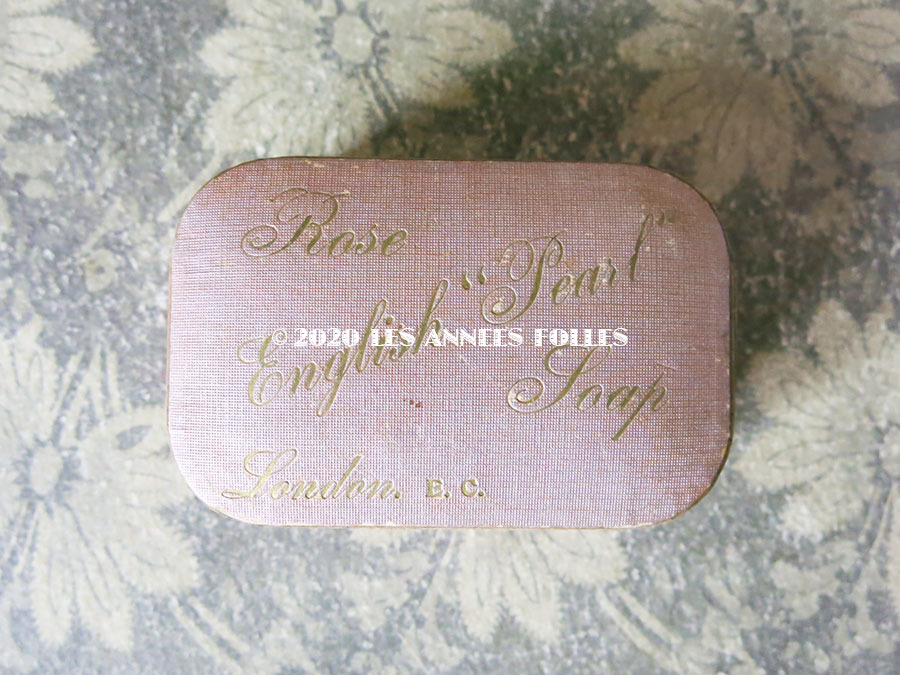 Rose
English "Pearl"
Soap
London. E. C.
© 2020 LES ANNEES FOLLES